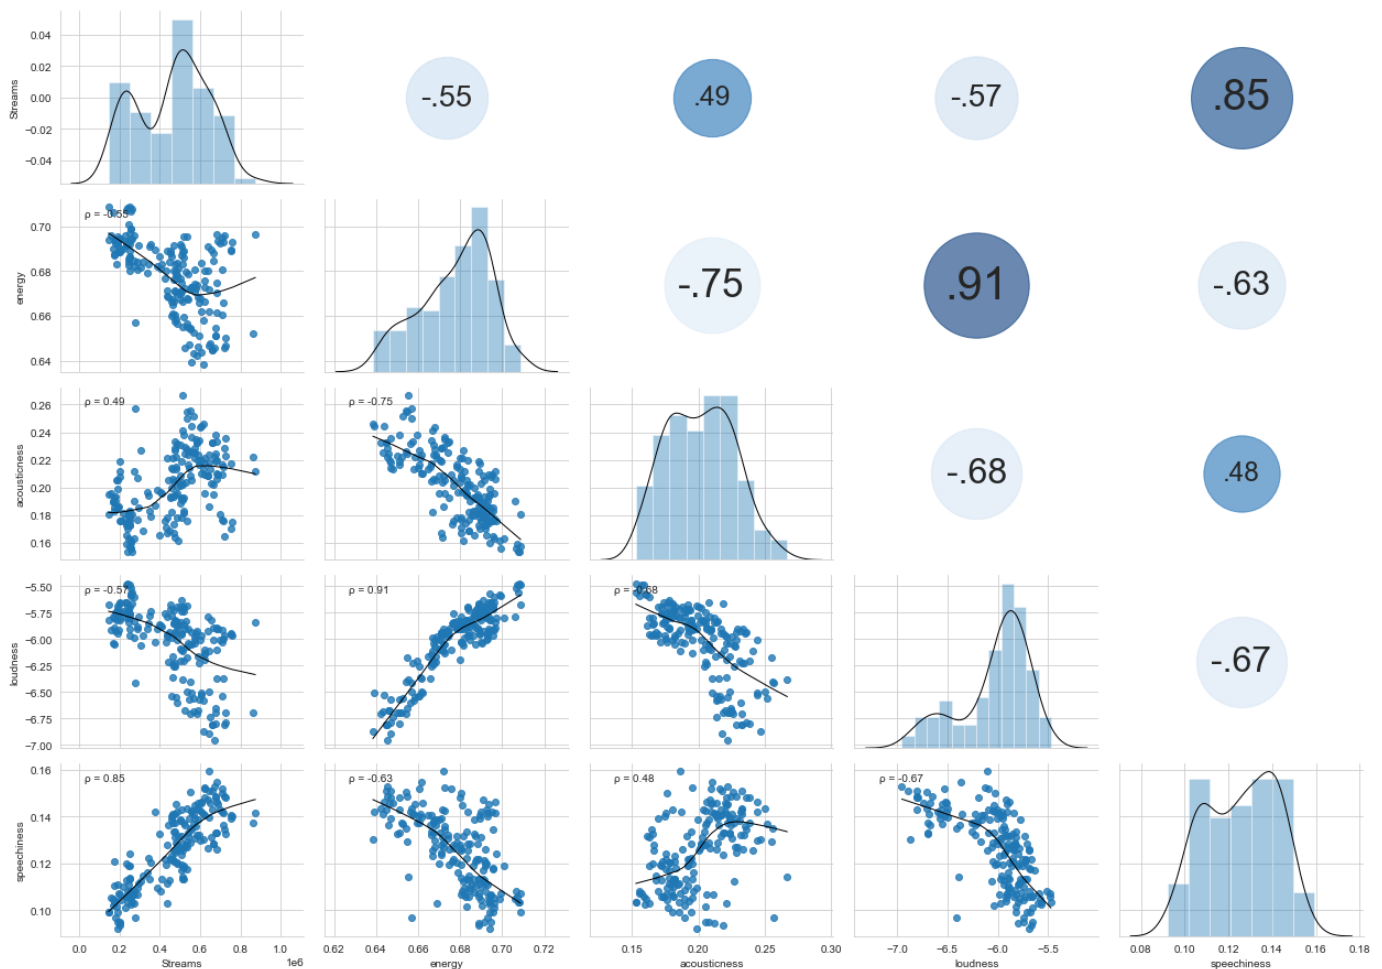 Streams
0.04
0.02
0.00
−0.02
−0.04
-.55
.49
-.57
.85
energy
0.70
0.68
0.66
0.64
ρ = -0.55
-.75
.91
-.63
acousticness
0.26
0.24
0.22
0.20
0.18
0.16
ρ = 0.49
ρ = -0.75
-.68
.48
loudness
−5.50
−5.75
−6.00
−6.25
−6.50
−6.75
−7.00
ρ = -0.57
ρ = 0.91
ρ = -0.68
-.67
speechiness
0.16
0.14
0.12
0.10
ρ = 0.85
ρ = -0.63
ρ = 0.48
ρ = -0.67
0.0 0.2 0.4 0.6 0.8 1.0
1e6
Streams
0.62 0.64 0.66 0.68 0.70 0.72
energy
0.15 0.20 0.25 0.30
acousticness
−7.0 −6.5 −6.0 −5.5
loudness
0.08 0.10 0.12 0.14 0.16 0.18
speechiness